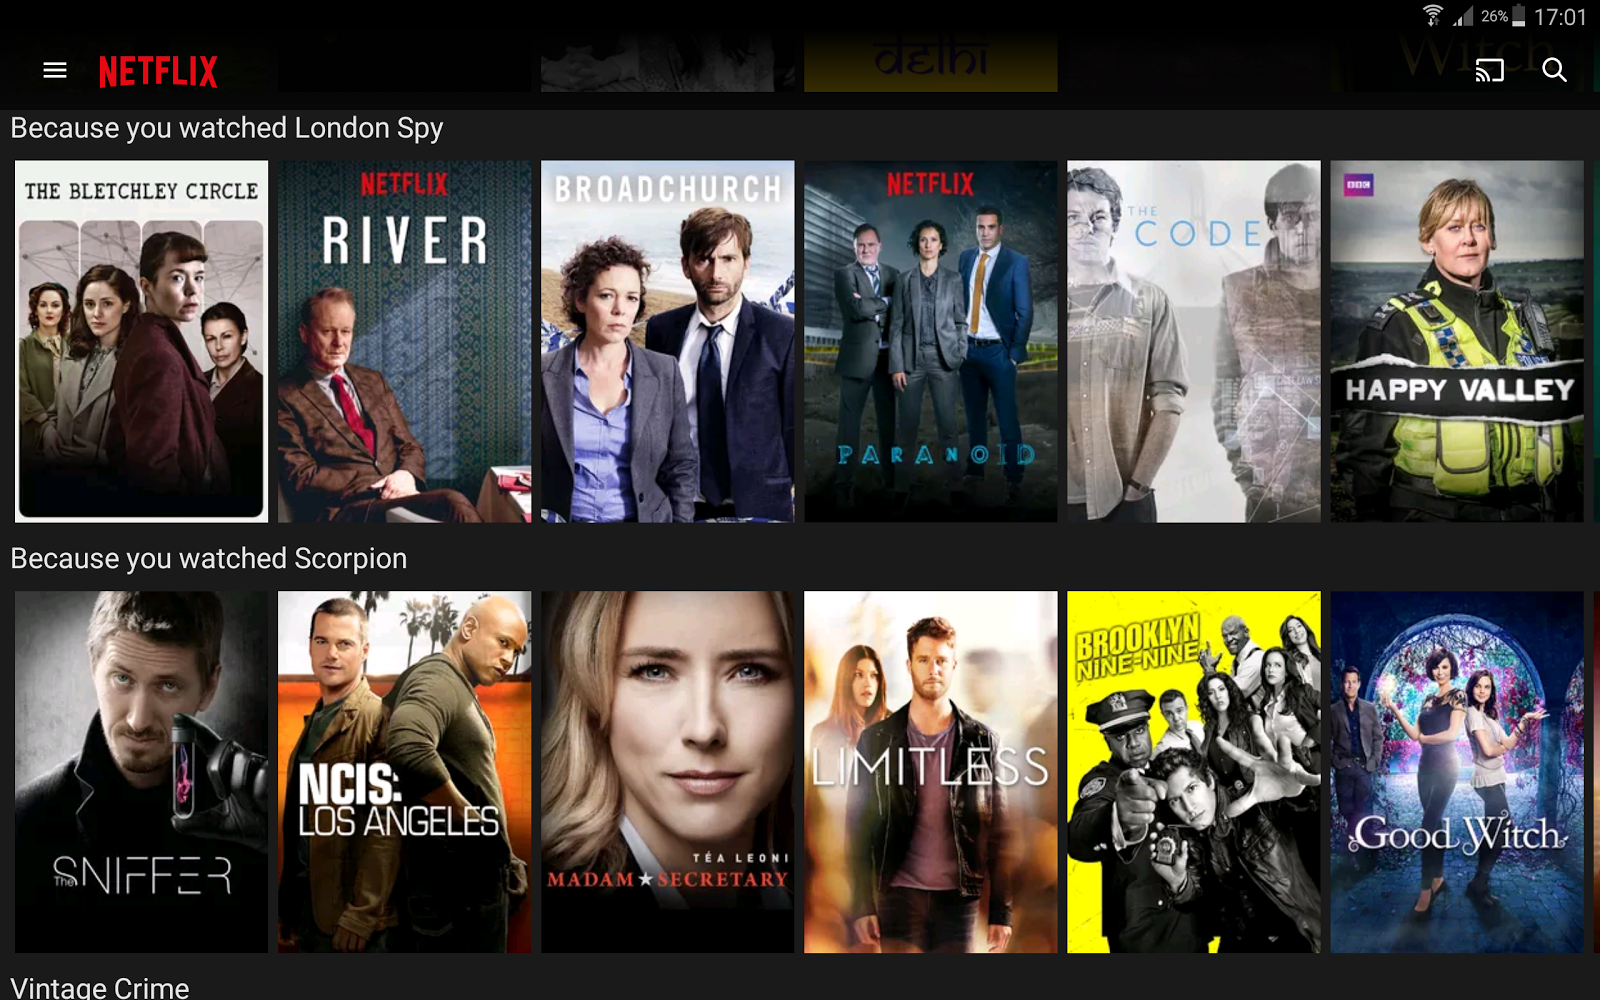 26% 17:01
NETFLIX
delhi
Witch
Because you watched London Spy
THE BLETCHLEY CIRCLE
NETFLIX
RIVER
BROADCHURCH
NETFLIX
PARANOID
THE
CODE
BBC
POLICE
HAPPY VALLEY
Because you watched Scorpion
The SNIFFER
NCIS:
LOS ANGELES
TÉA LEONI
MADAM ★ SECRETARY
LIMITLESS
BROOKLYN
NINE-NINE
Good Witch
Vintage Crime